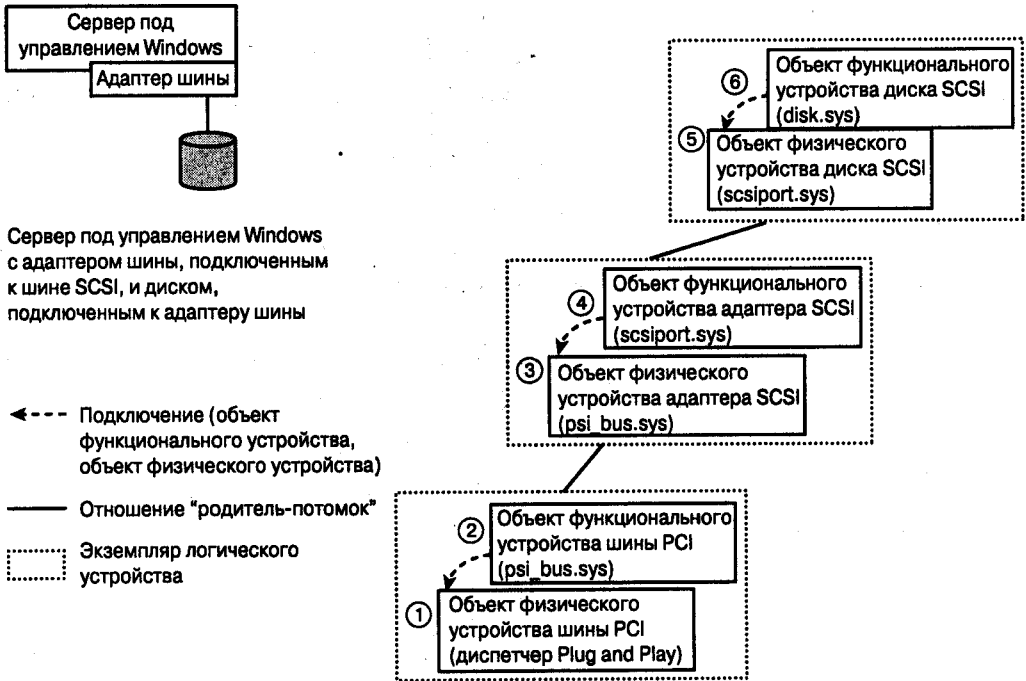 Сервер под
управлением Windows
Адаптер шины
Сервер под управлением Windows
с адаптером шины, подключенным
к шине SCSI, и диском,
подключенным к адаптеру шины
Подключение (объект
функционального устройства,
объект физического устройства)
Отношение "родитель-потомок"
Экземпляр логического
устройства
6
Объект функционального
устройства диска SCSI
(disk.sys)
5
Объект физического
устройства диска SCSI
(scsiport.sys)
4
Объект функционального
устройства адаптера SCSI
(scsiport.sys)
3
Объект физического
устройства адаптера SCSI
(psi_bus.sys)
2
Объект функционального
устройства шины PCI
(psi_bus.sys)
1
Объект физического
устройства шины PCI
(диспетчер Plug and Play)